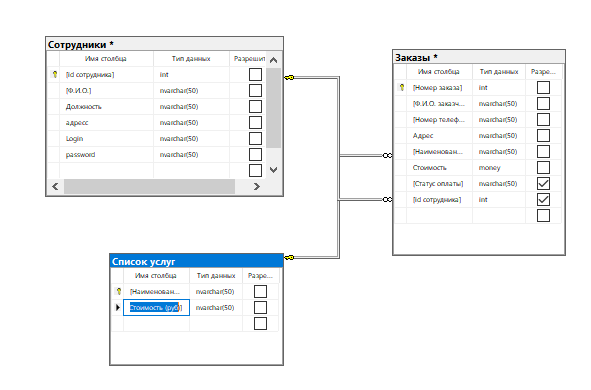 Сотрудники *
Имя столбца Тип данных Разрешит
[Id сотрудника] int
[Ф.И.О.] nvarchar(50)
Должность nvarchar(50)
адресс nvarchar(50)
Login nvarchar(50)
password nvarchar(50)
Заказы *
Имя столбца Тип данных Разре...
[Номер заказа] int
[Ф.И.О. заказч... nvarchar(50)
[Номер телеф... nvarchar(50)
Адрес nvarchar(50)
[Наименован... nvarchar(50)
Стоимость money
[Статус оплаты] nvarchar(50)
[Id сотрудника] int
Список услуг
Имя столбца Тип данных Разре...
[Наименован... nvarchar(50)
Стоимость (руб)] nvarchar(50)